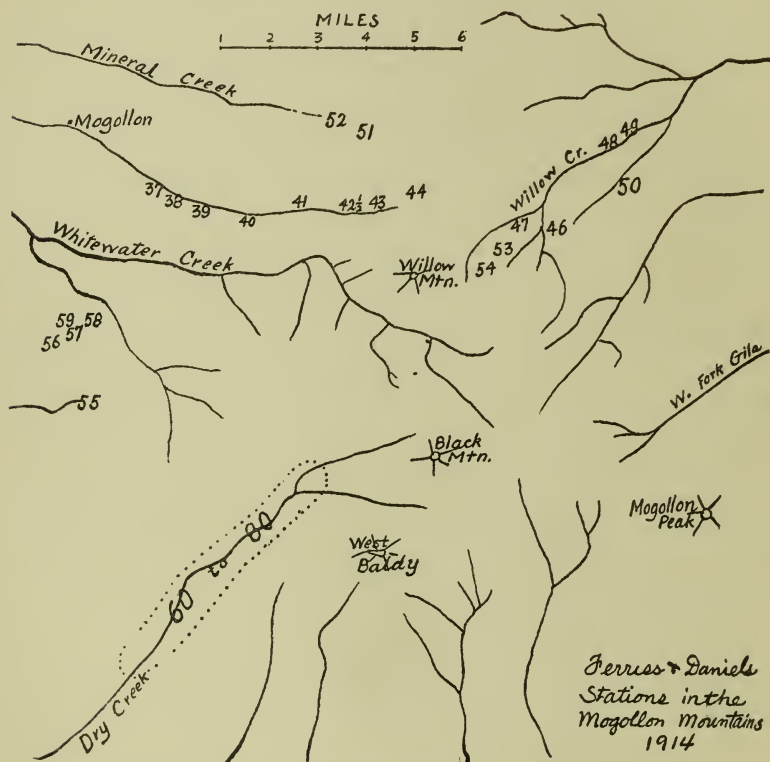 MILES
1 2 3 4 5 6
Mineral Creek
52
51
Mogollon
37
38
39
40
41
42½
43
44
Willow Cr.
48
49
50
47
46
53
54
Whitewater Creek
Willow
Mtn.
59 58
56 57
55
W. Fork Gila
Black
Mtn.
Mogollon
Peak
West
Baldy
60 to 80
Dry Creek
Ferriss & Daniels
Stations in the
Mogollon Mountains
1914